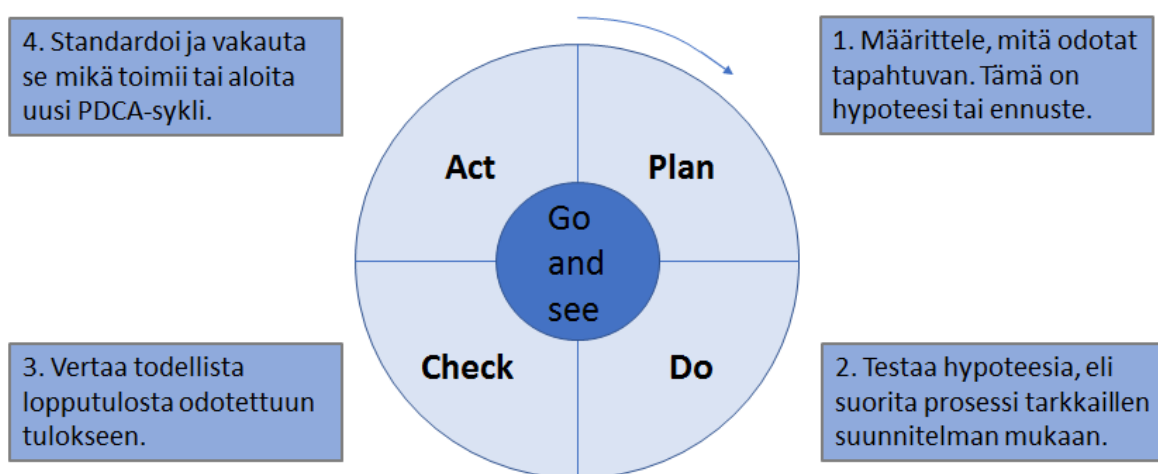 4. Standardoi ja vakauta
se mikä toimii tai aloita
uusi PDCA-sykli.
1. Määrittele, mitä odotat
tapahtuvan. Tämä on
hypoteesi tai ennuste.
Act
Plan
Go
and
see
Check
Do
3. Vertaa todellista
lopputulosta odotettuun
tulokseen.
2. Testaa hypoteesia, eli
suorita prosessi tarkkaillen
suunnitelman mukaan.